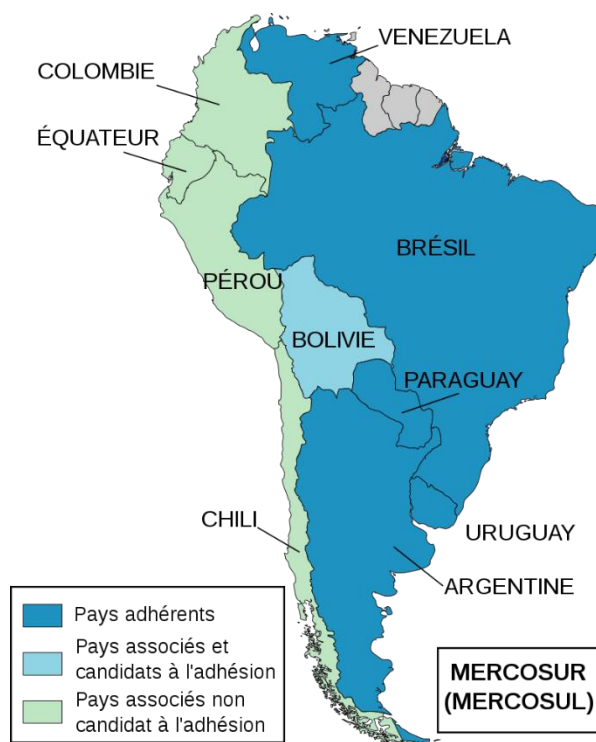 VENEZUELA
COLOMBIE
ÉQUATEUR
BRÉSIL
PÉROU
BOLIVIE
PARAGUAY
CHILI
URUGUAY
ARGENTINE
Pays adhérents
Pays associés et
candidats à l'adhésion
Pays associés non
candidat à l'adhésion
MERCOSUR
(MERCOSUL)